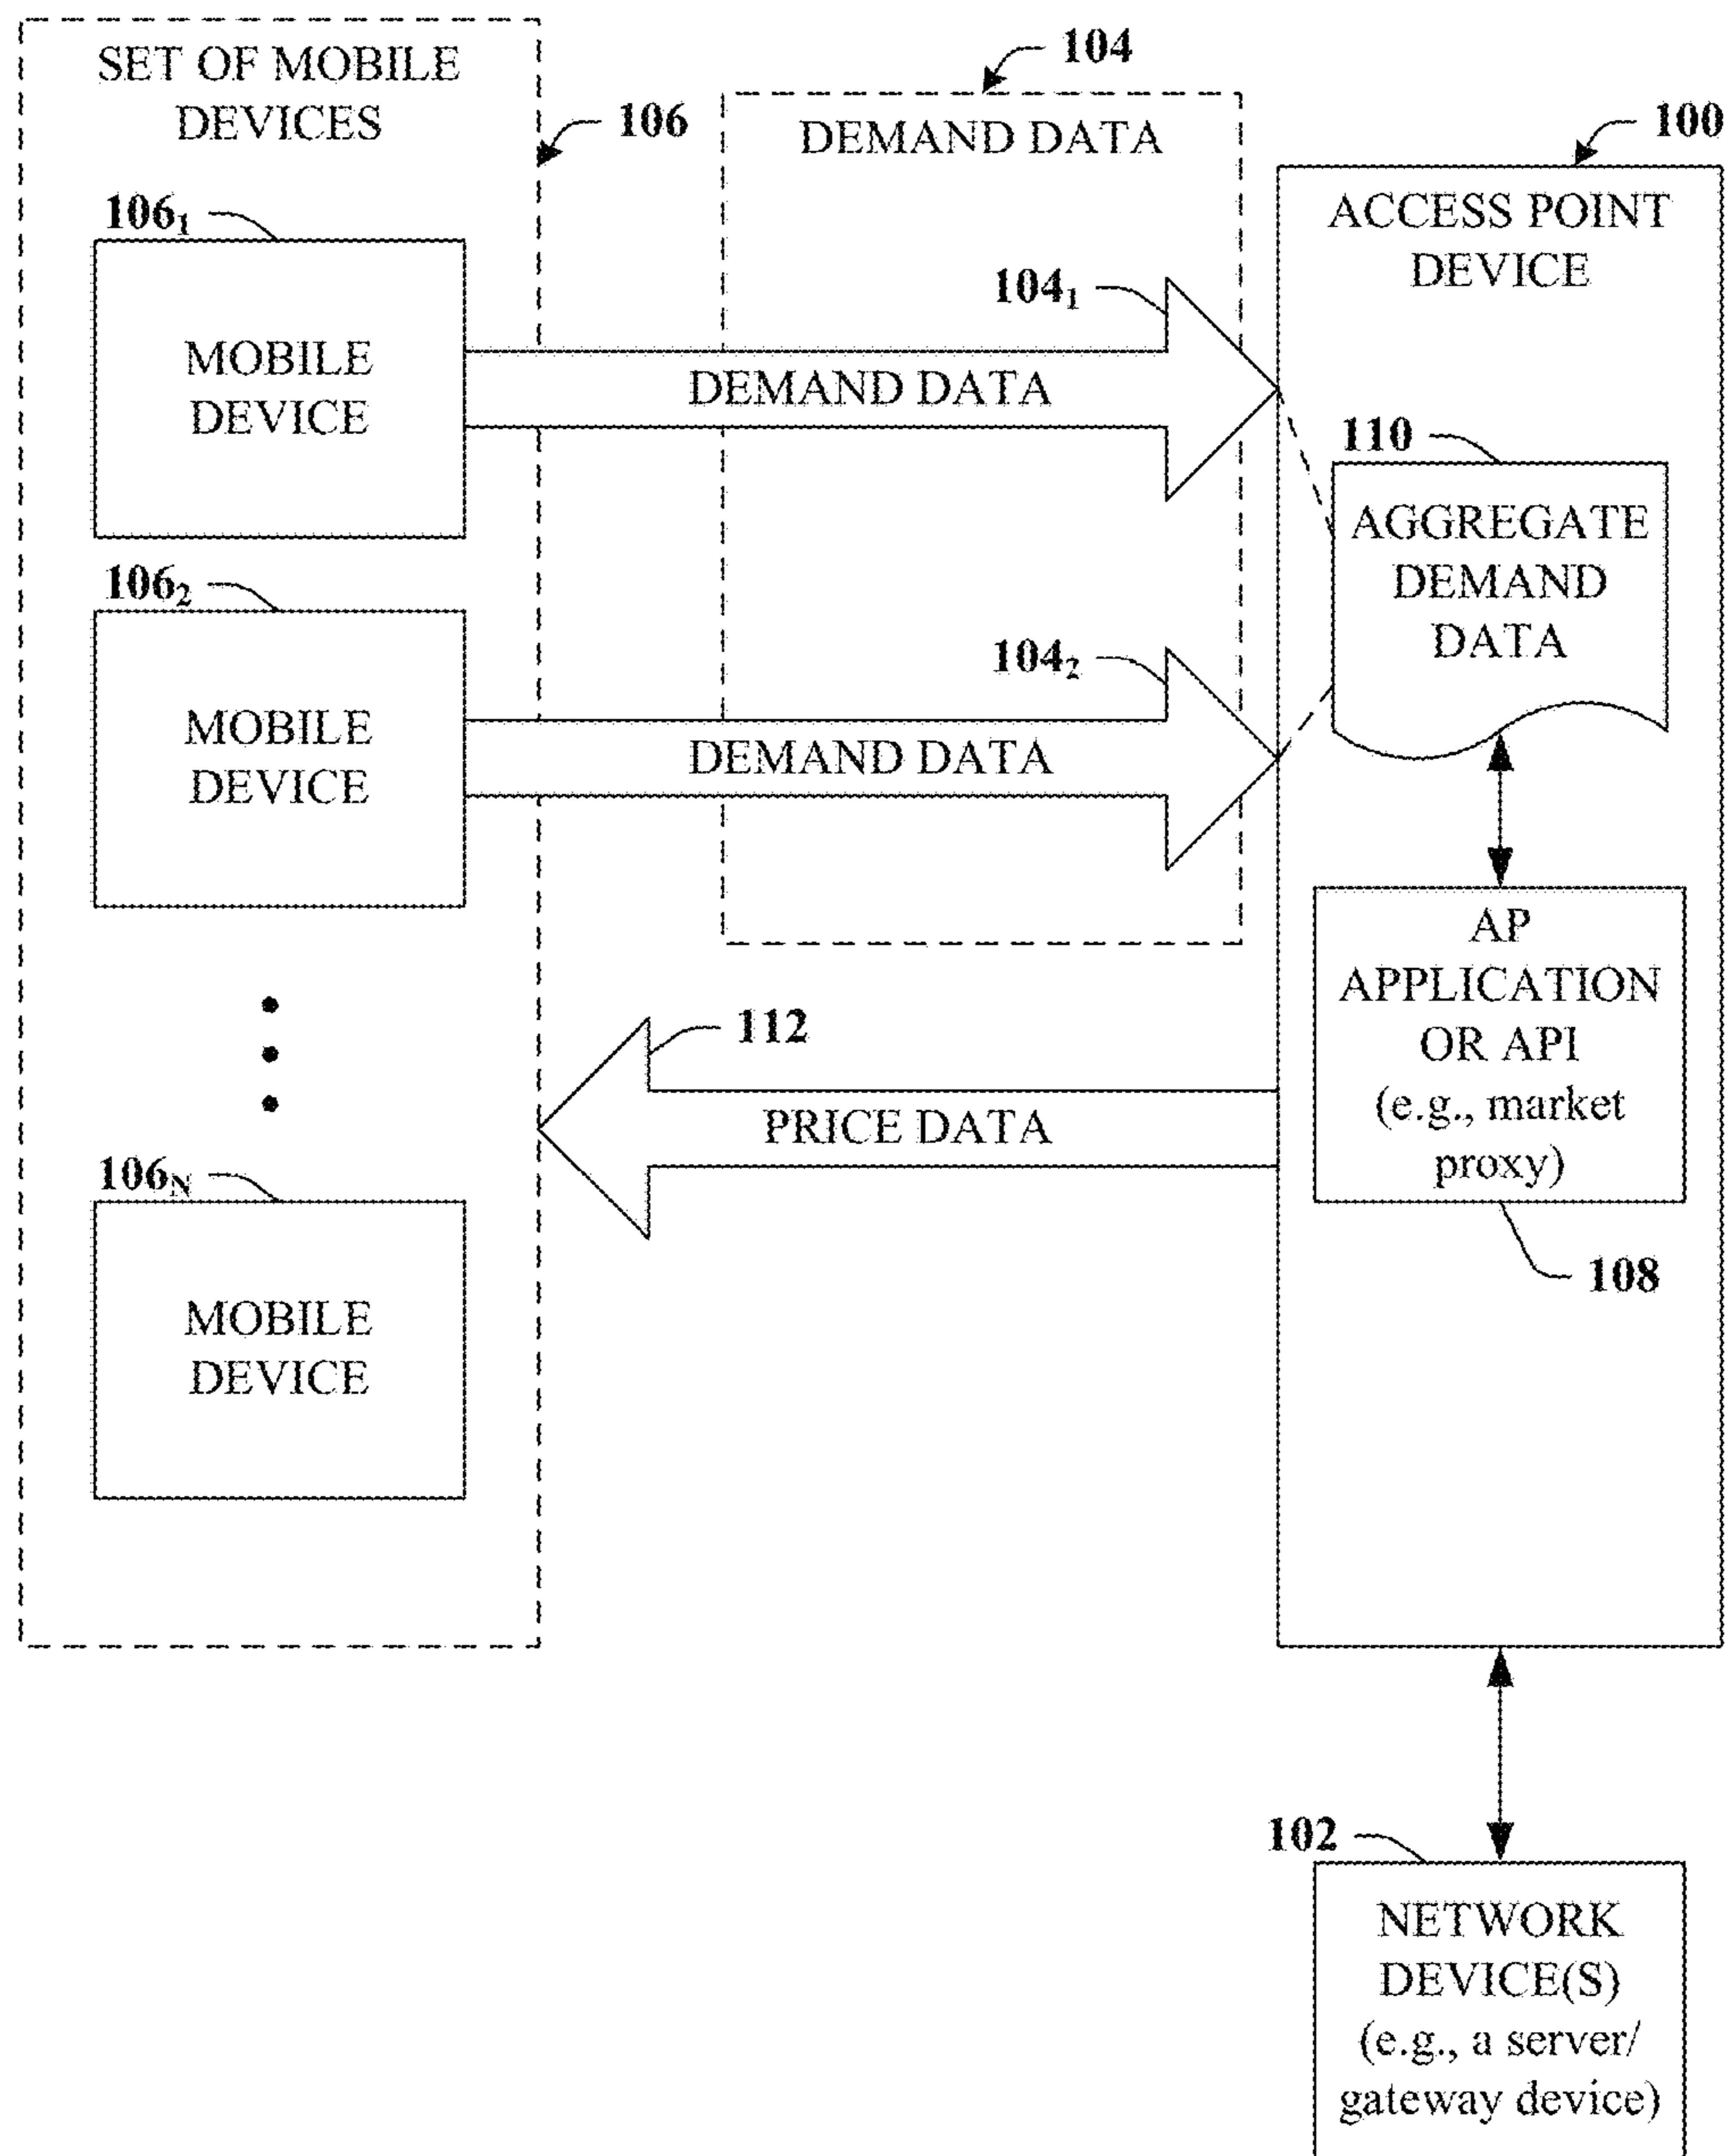 SET OF MOBILE
DEVICES
106
106₁
MOBILE
DEVICE
106₂
MOBILE
DEVICE
106_N
MOBILE
DEVICE
104
DEMAND DATA
104₁
DEMAND DATA
104₂
DEMAND DATA
112
PRICE DATA
100
ACCESS POINT
DEVICE
110
AGGREGATE
DEMAND
DATA
AP
APPLICATION
OR API
(e.g., market
proxy)
108
102
NETWORK
DEVICE(S)
(e.g., a server/
gateway device)